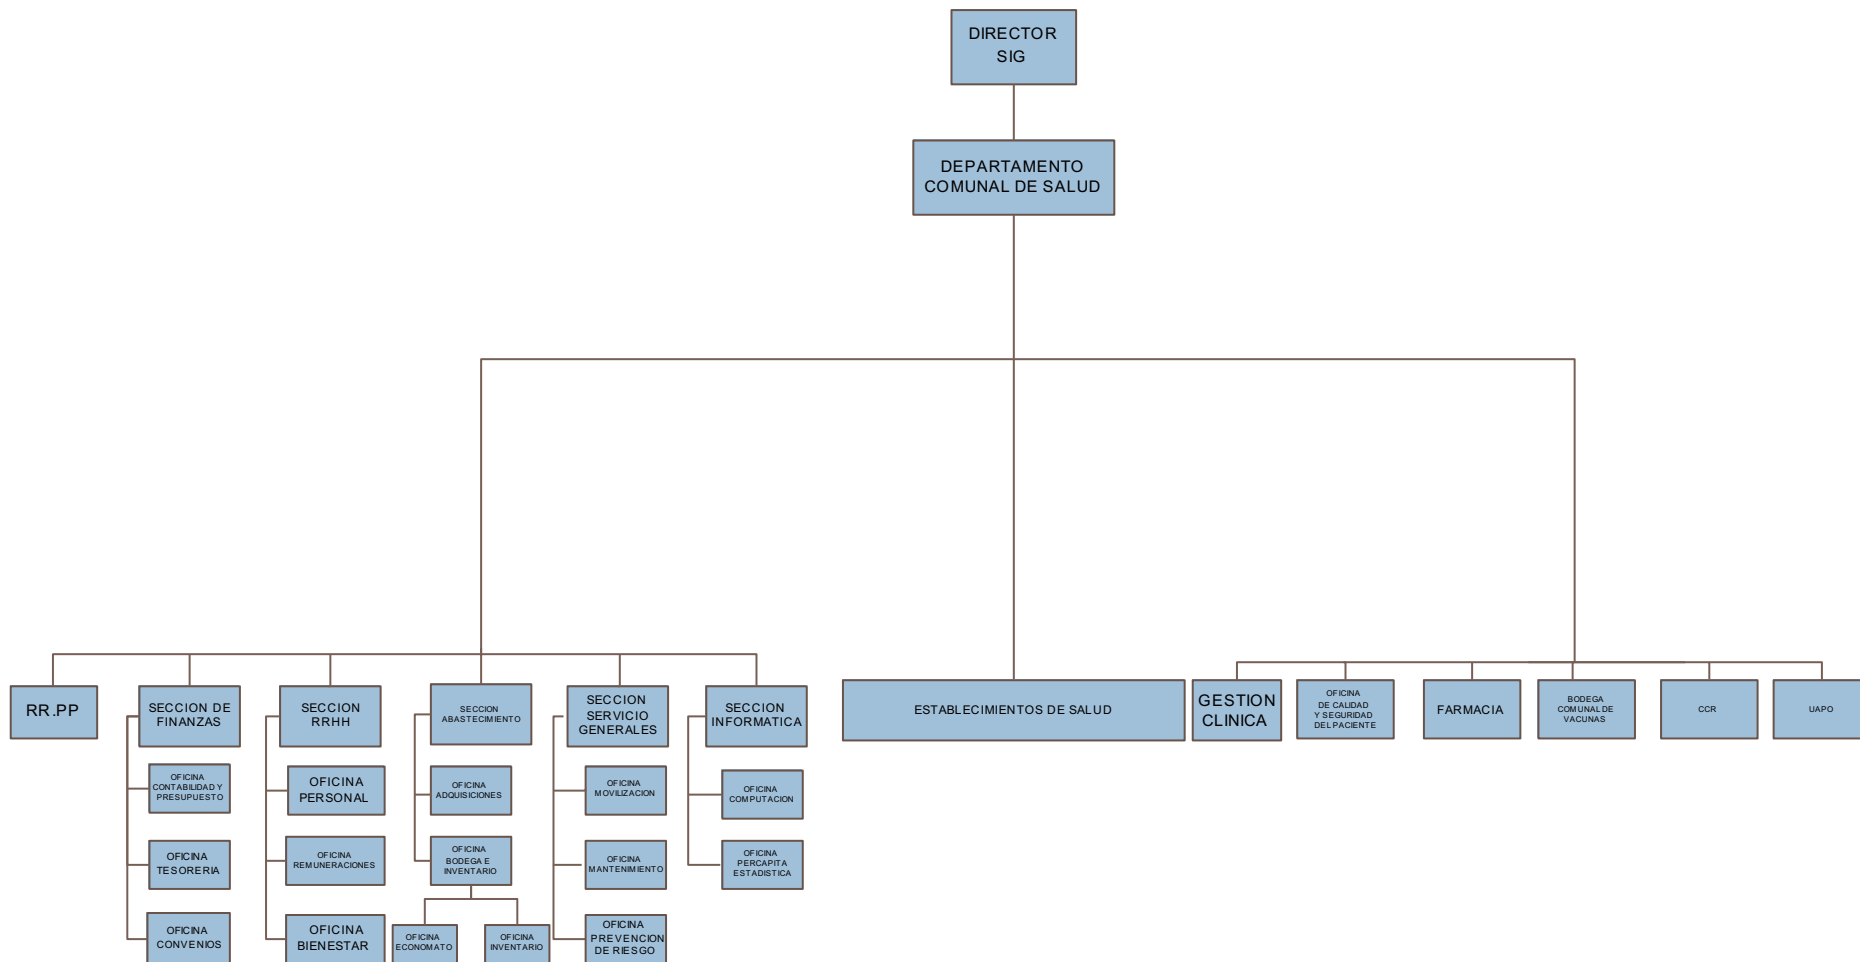 DIRECTOR
SIG
DEPARTAMENTO
COMUNAL DE SALUD
RR.PP
SECCION DE
FINANZAS
SECCION
RRHH
SECCION
ABASTECIMIENTO
SECCION
SERVICIO
GENERALES
SECCION
INFORMATICA
ESTABLECIMIENTOS DE SALUD
GESTION
CLINICA
OFICINA
DE CALIDAD
Y SEGURIDAD
DEL PACIENTE
FARMACIA
BODEGA
COMUNAL DE
VACUNAS
CCR
UAPO
OFICINA
CONTABILIDAD Y
PRESUPUESTO
OFICINA
PERSONAL
OFICINA
ADQUISICIONES
OFICINA
MOVILIZACION
OFICINA
COMPUTACION
OFICINA
TESORERIA
OFICINA
REMUNERACIONES
OFICINA
BODEGA E
INVENTARIO
OFICINA
MANTENIMIENTO
OFICINA
PERCAPITA
ESTADISTICA
OFICINA
CONVENIOS
OFICINA
BIENESTAR
OFICINA
ECONOMATO
OFICINA
INVENTARIO
OFICINA
PREVENCION
DE RIESGO